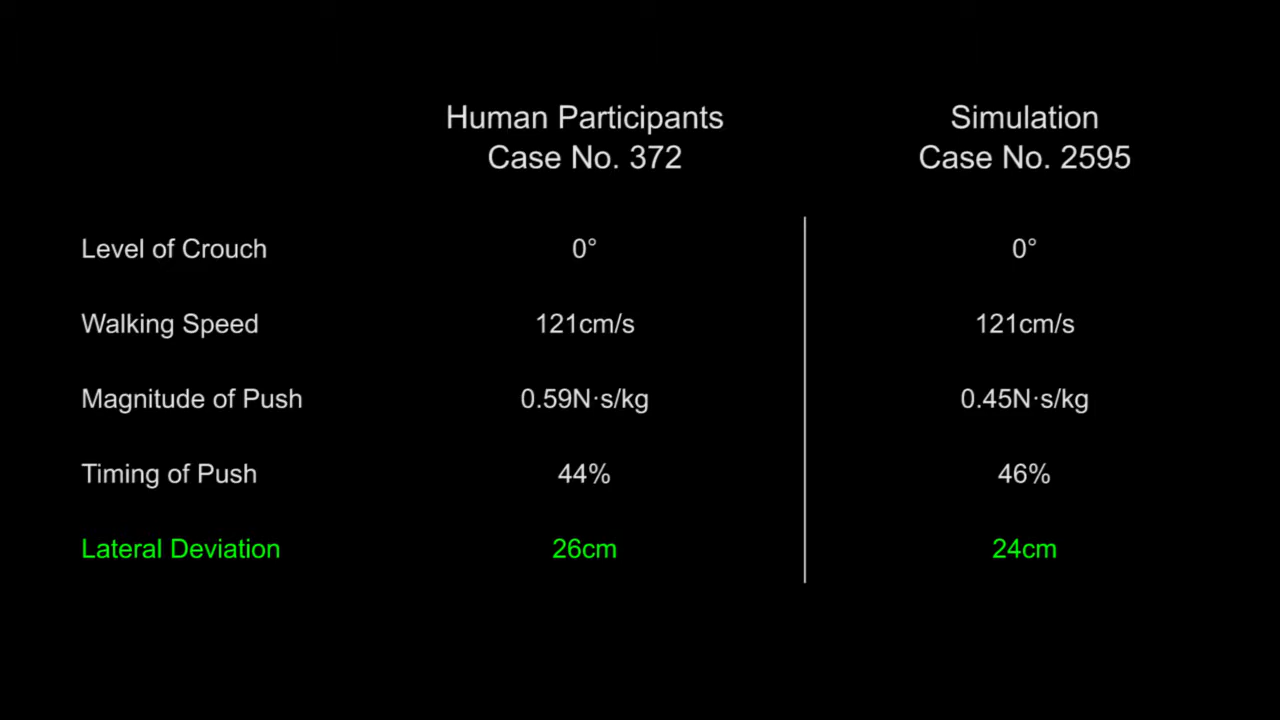 Human Participants
Case No. 372
Simulation
Case No. 2595
Level of Crouch 0° 0°
Walking Speed 121cm/s 121cm/s
Magnitude of Push 0.59N·s/kg 0.45N·s/kg
Timing of Push 44% 46%
Lateral Deviation 26cm 24cm